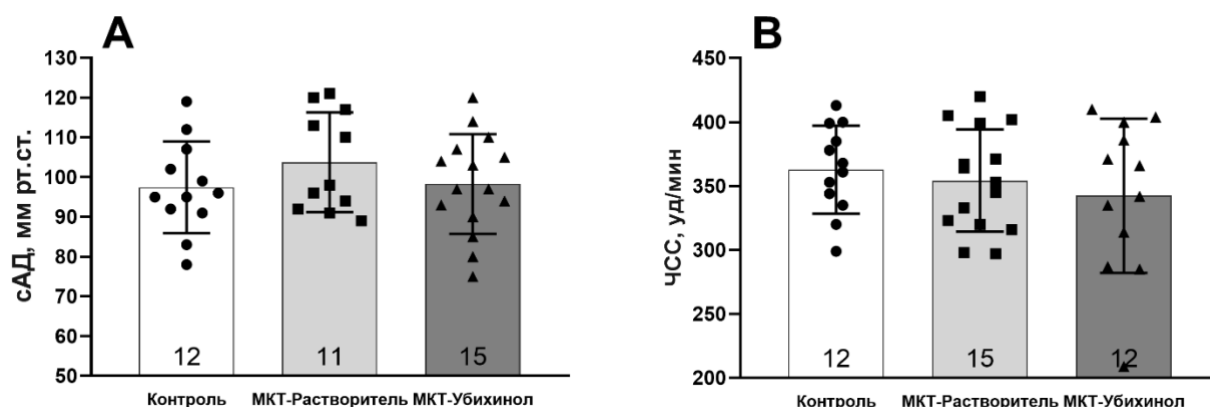 A
сАД, мм рт.ст.
130
120
110
100
90
80
70
60
50
12
11
15
Контроль
МКТ-Растворитель
МКТ-Убихинол
B
ЧСС, уд/мин
450
400
350
300
250
200
12
15
12
Контроль
МКТ-Растворитель
МКТ-Убихинол